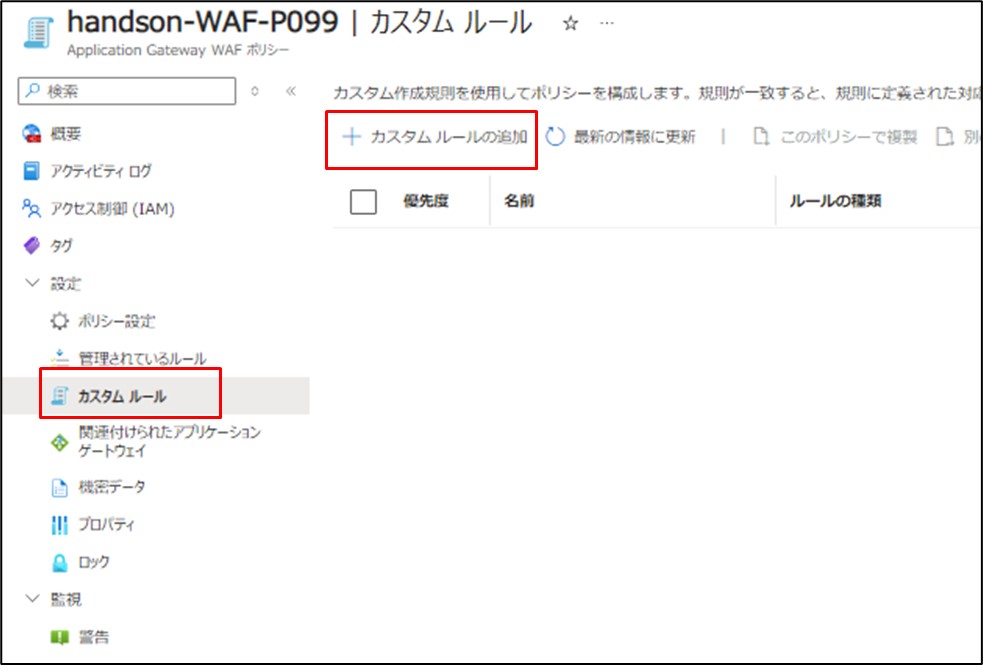 handson-WAF-P099 | カスタム ルール
Application Gateway WAF ポリシー
検索
カスタム作成規則を使用してポリシーを構成します。規則が一致すると、規則に定義された対応
カスタム ルールの追加
最新の情報に更新
このポリシーで複製
別
優先度
名前
ルールの種類
概要
アクティビティ ログ
アクセス制御 (IAM)
タグ
設定
ポリシー設定
管理されているルール
カスタム ルール
関連付けられたアプリケーション
ゲートウェイ
機密データ
プロパティ
ロック
監視
警告